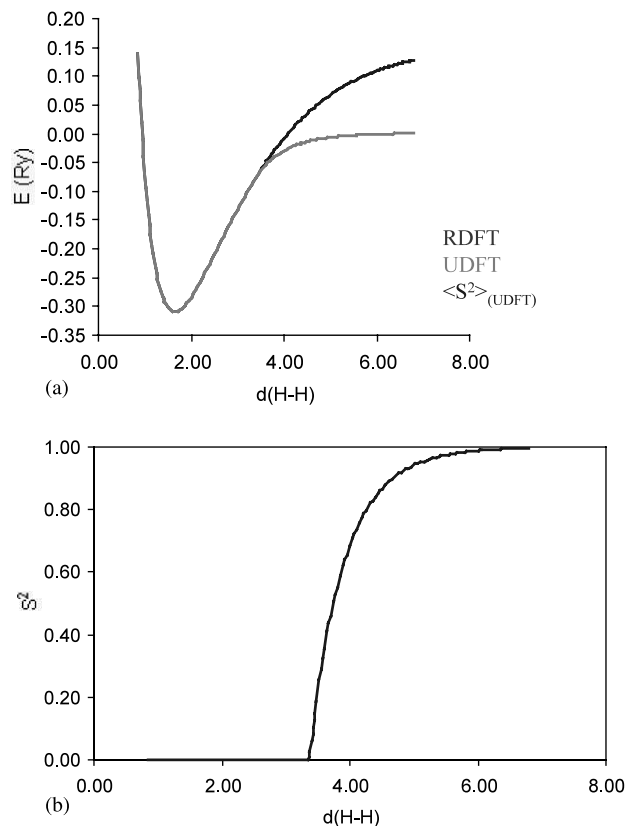 0.20
0.15
0.10
0.05
0.00
-0.05
-0.10
-0.15
-0.20
-0.25
-0.30
-0.35
E (Ry)
RDFT
UDFT
<S²>(UDFT)
0.00 2.00 4.00 6.00 8.00
(a)
d(H-H)
1.00
0.80
0.60
0.40
0.20
0.00
S²
0.00 2.00 4.00 6.00 8.00
(b)
d(H-H)